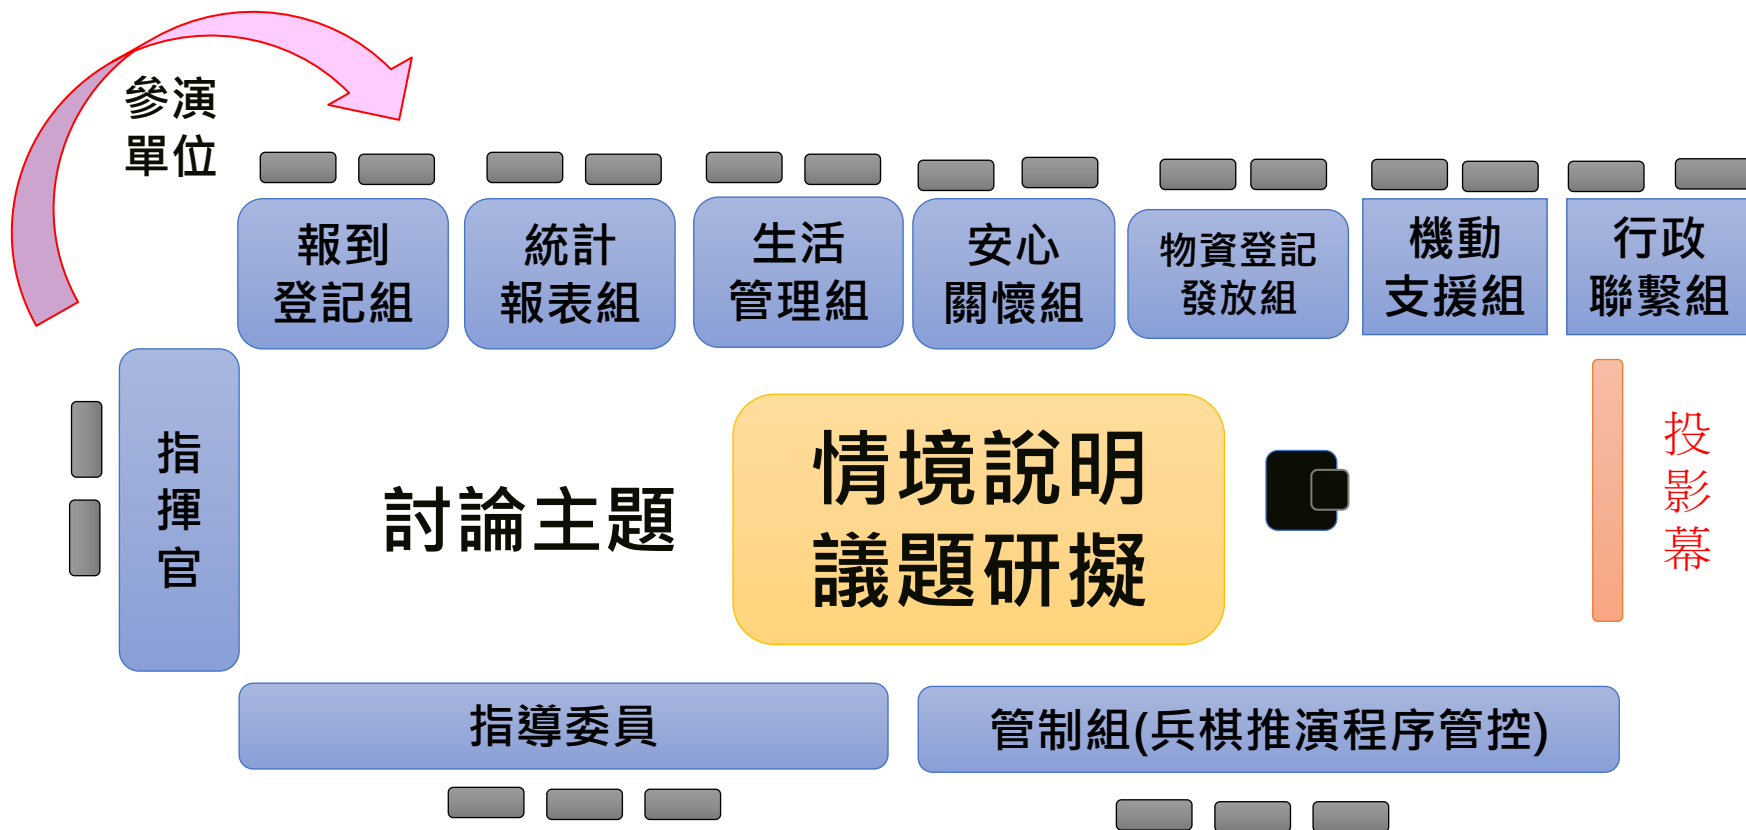 參演
單位
報到
登記組
統計
報表組
生活
管理組
安心
關懷組
物資登記
發放組
機動
支援組
行政
聯繫組
指
揮
官
討論主題
情境說明
議題研擬
投
影
幕
指導委員
管制組(兵棋推演程序管控)